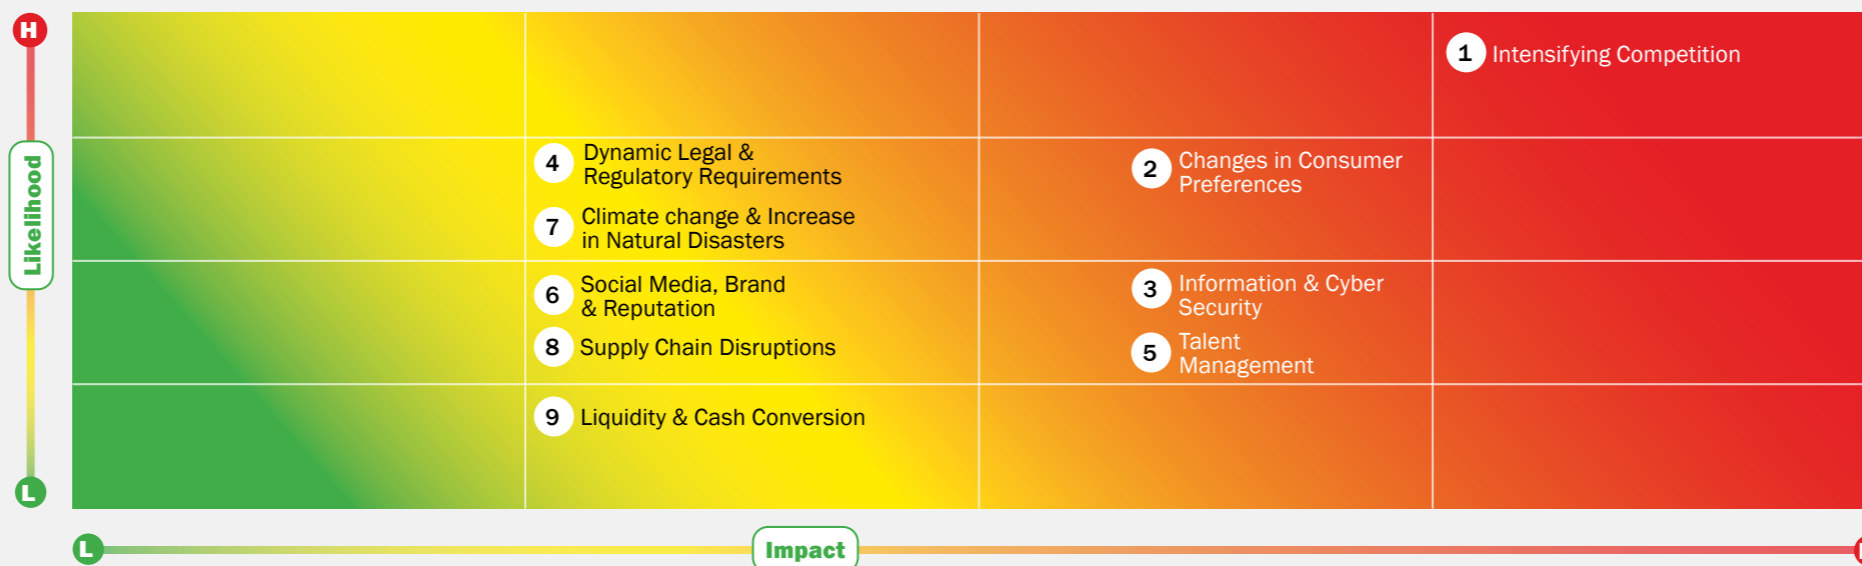 H
1 Intensifying Competition
Likelihood
4 Dynamic Legal &
Regulatory Requirements
2 Changes in Consumer
Preferences
7 Climate change & Increase
in Natural Disasters
6 Social Media, Brand
& Reputation
3 Information & Cyber
Security
8 Supply Chain Disruptions
5 Talent
Management
9 Liquidity & Cash Conversion
L
L
Impact